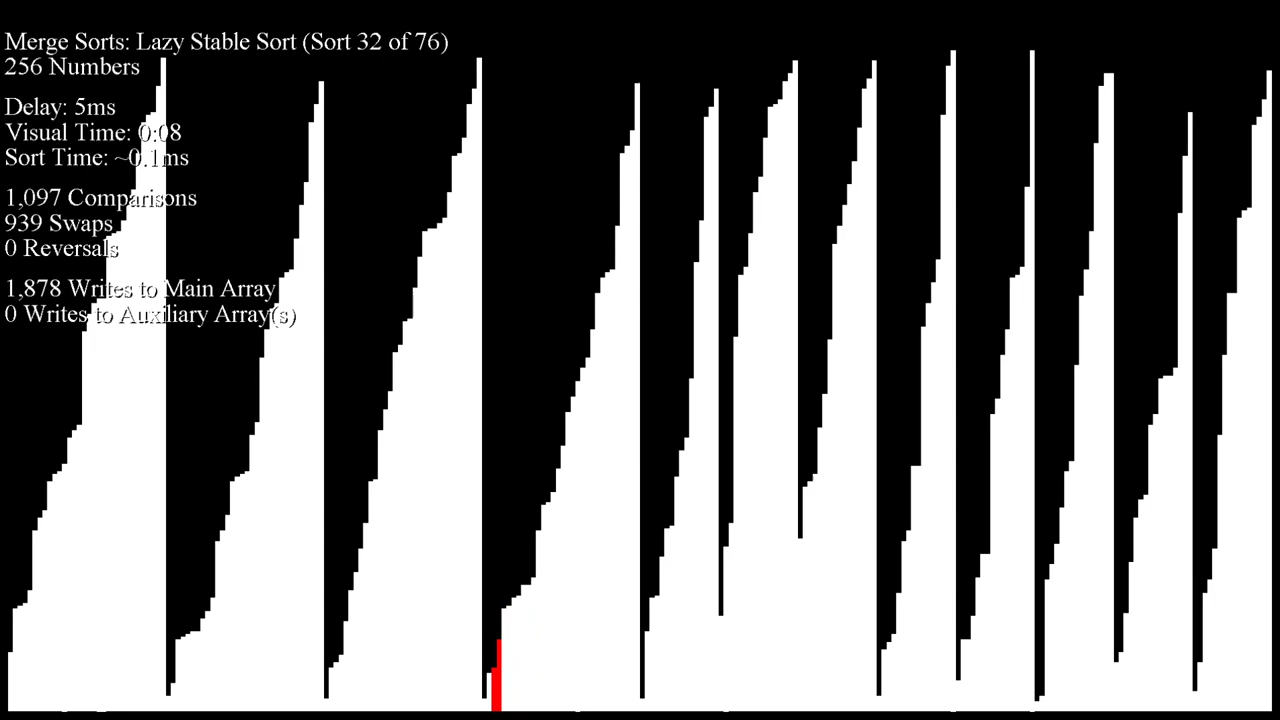 Merge Sorts: Lazy Stable Sort (Sort 32 of 76)
256 Numbers
Delay: 5ms
Visual Time: 0:08
Sort Time: ~0.1ms
1,097 Comparisons
939 Swaps
0 Reversals
1,878 Writes to Main Array
0 Writes to Auxiliary Array(s)